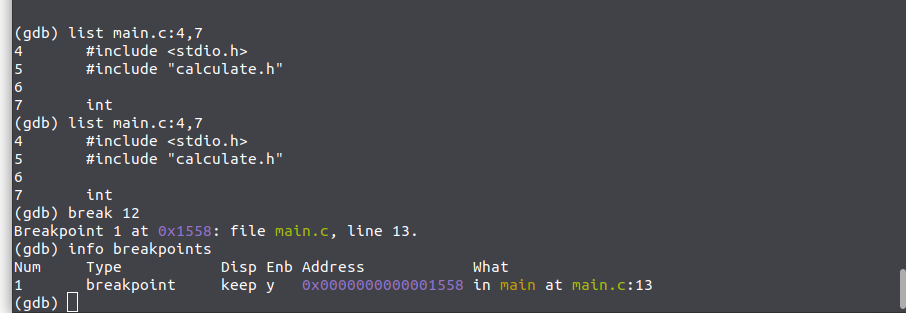 (gdb) list main.c:4,7
4       #include <stdio.h>
5       #include "calculate.h"
6
7       int
(gdb) list main.c:4,7
4       #include <stdio.h>
5       #include "calculate.h"
6
7       int
(gdb) break 12
Breakpoint 1 at 0x1558: file main.c, line 13.
(gdb) info breakpoints
Num     Type           Disp Enb Address            What
1       breakpoint     keep y   0x0000000000001558 in main at main.c:13
(gdb)